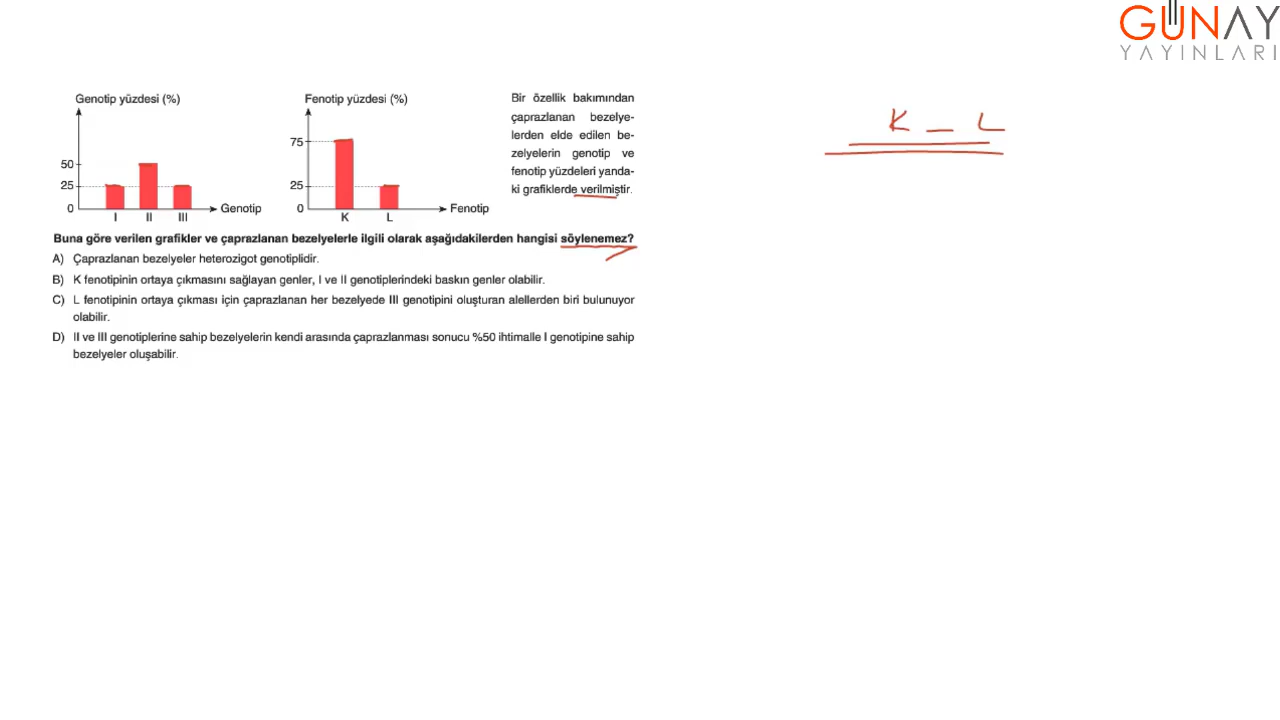 GÜNAY
YAYINLARI
K _ L
Genotip yüzdesi (%)
50
25
0
I II III
Genotip
Fenotip yüzdesi (%)
75
25
0
K L
Fenotip
Bir özellik bakımından
çaprazlanan bezelye-
lerden elde edilen be-
zelyelerin genotip ve
fenotip yüzdeleri yanda-
ki grafiklerde verilmiştir.
Buna göre verilen grafikler ve çaprazlanan bezelyelerle ilgili olarak aşağıdakilerden hangisi söylenemez?
A) Çaprazlanan bezelyeler heterozigot genotiplidir.
B) K fenotipinin ortaya çıkmasını sağlayan genler, I ve II genotiplerindeki baskın genler olabilir.
C) L fenotipinin ortaya çıkması için çaprazlanan her bezelyede III genotipini oluşturan alellerden biri bulunuyor
olabilir.
D) II ve III genotiplerine sahip bezelyelerin kendi arasında çaprazlanması sonucu %50 ihtimalle I genotipine sahip
bezelyeler oluşabilir.